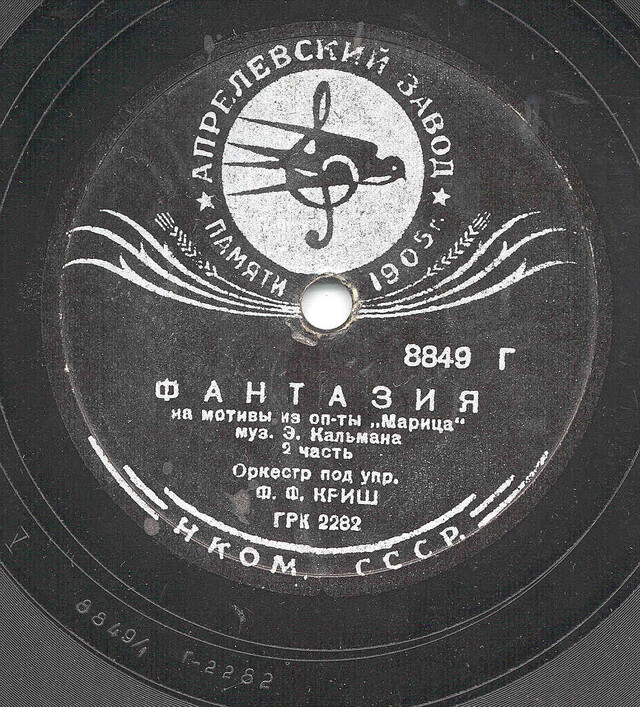 ★ АПРЕЛЕВСКИЙ ЗАВОД ★
ПАМЯТИ 1905 г.
8849 Г
ФАНТАЗИЯ
на мотивы из оп-ты „Марица“
муз. Э. Кальмана
2 часть
Оркестр под упр.
Ф. Ф. КРИШ
ГРК 2282
НКОМ. СССР.
V
8849/1 Г-2282